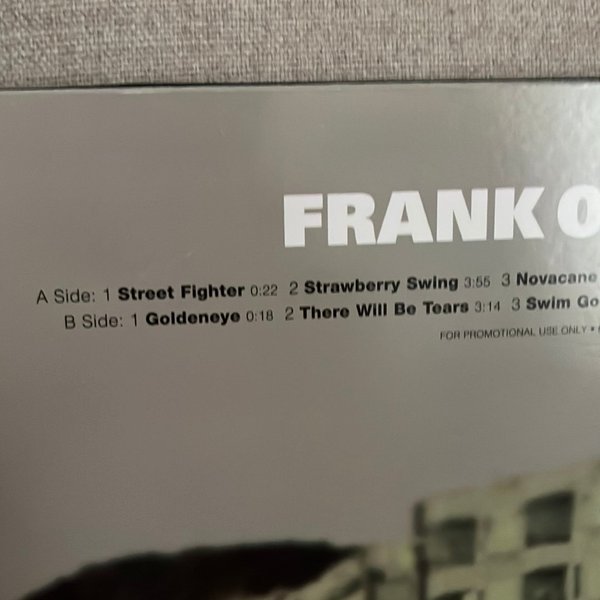 FRANK O
A Side: 1 Street Fighter 0:22 2 Strawberry Swing 3:55 3 Novacane
B Side: 1 Goldeneye 0:18 2 There Will Be Tears 3:14 3 Swim Go
FOR PROMOTIONAL USE ONLY •